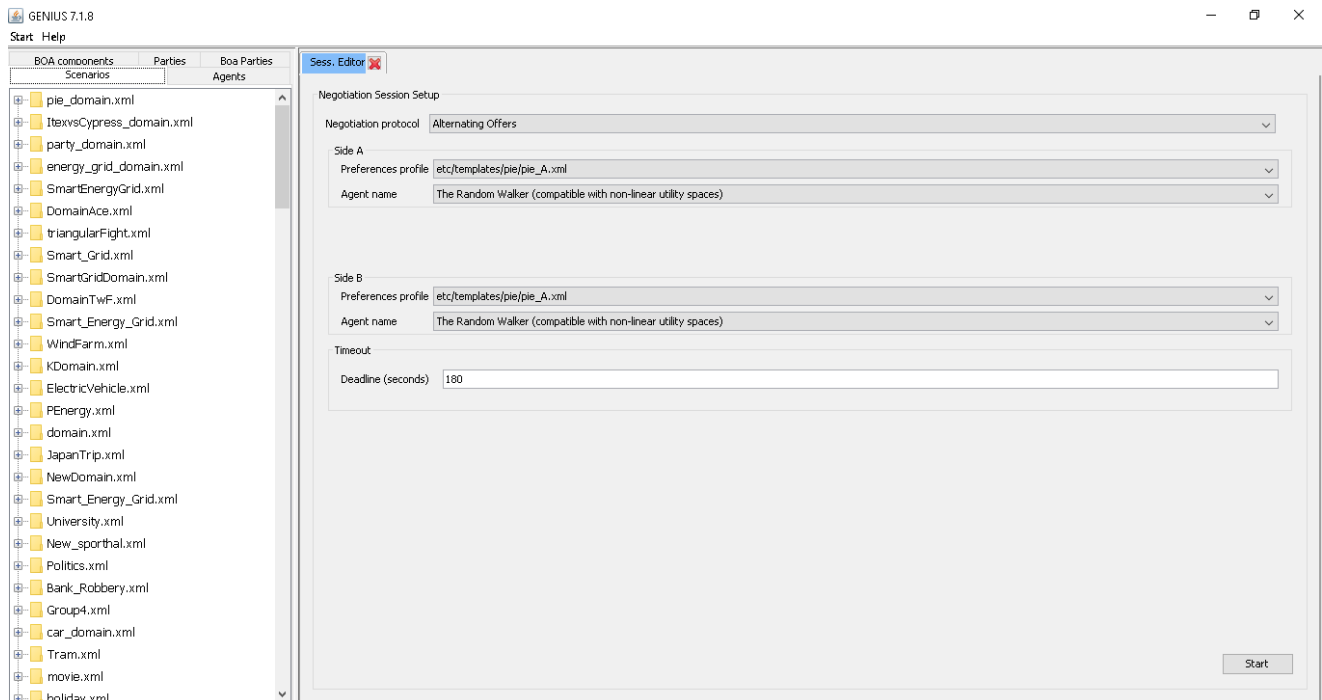 GENIUS 7.1.8
Start Help
BOA components Parties Boa Parties
Scenarios Agents
pie_domain.xml
ItexvsCypress_domain.xml
party_domain.xml
energy_grid_domain.xml
SmartEnergyGrid.xml
DomainAce.xml
triangularFight.xml
Smart_Grid.xml
SmartGridDomain.xml
DomainTwF.xml
Smart_Energy_Grid.xml
WindFarm.xml
KDomain.xml
ElectricVehicle.xml
PEnergy.xml
domain.xml
JapanTrip.xml
NewDomain.xml
Smart_Energy_Grid.xml
University.xml
New_sporthal.xml
Politics.xml
Bank_Robbery.xml
Group4.xml
car_domain.xml
Tram.xml
movie.xml
holiday.xml
Sess. Editor
Negotiation Session Setup
Negotiation protocol Alternating Offers
Side A
Preferences profile etc/templates/pie/pie_A.xml
Agent name The Random Walker (compatible with non-linear utility spaces)
Side B
Preferences profile etc/templates/pie/pie_A.xml
Agent name The Random Walker (compatible with non-linear utility spaces)
Timeout
Deadline (seconds) 180
Start